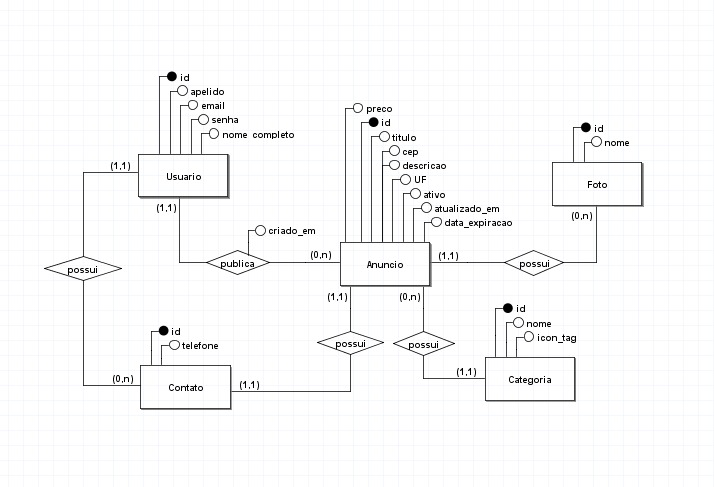 id
apelido
email
senha
nome completo
Usuario
(1,1)
(1,1)
preco
id
titulo
cep
descricao
UF
ativo
atualizado_em
data_expiracao
id
nome
Foto
(0,n)
criado_em
possui
publica
(0,n)
Anuncio
(1,1)
possui
(1,1)
(0,n)
id
telefone
possui
possui
id
nome
icon_tag
(0,n)
Contato
(1,1)
(1,1)
Categoria